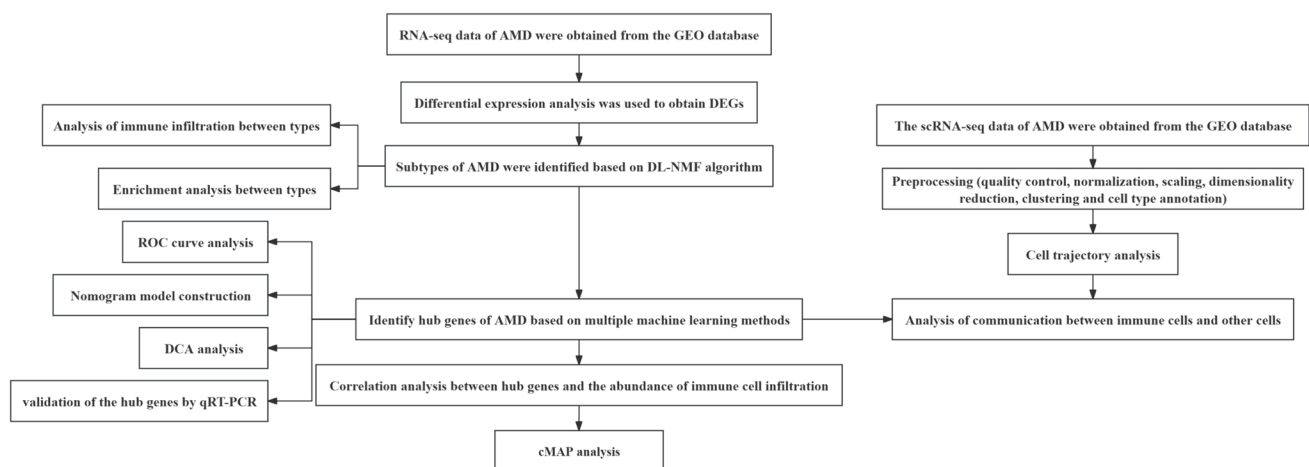 RNA-seq data of AMD were obtained from the GEO database
Differential expression analysis was used to obtain DEGs
Analysis of immune infiltration between types
Subtypes of AMD were identified based on DL-NMF algorithm
Enrichment analysis between types
ROC curve analysis
Nomogram model construction
Identify hub genes of AMD based on multiple machine learning methods
DCA analysis
Correlation analysis between hub genes and the abundance of immune cell infiltration
validation of the hub genes by qRT-PCR
cMAP analysis
The scRNA-seq data of AMD were obtained from the GEO database
Preprocessing (quality control, normalization, scaling, dimensionality
reduction, clustering and cell type annotation)
Cell trajectory analysis
Analysis of communication between immune cells and other cells